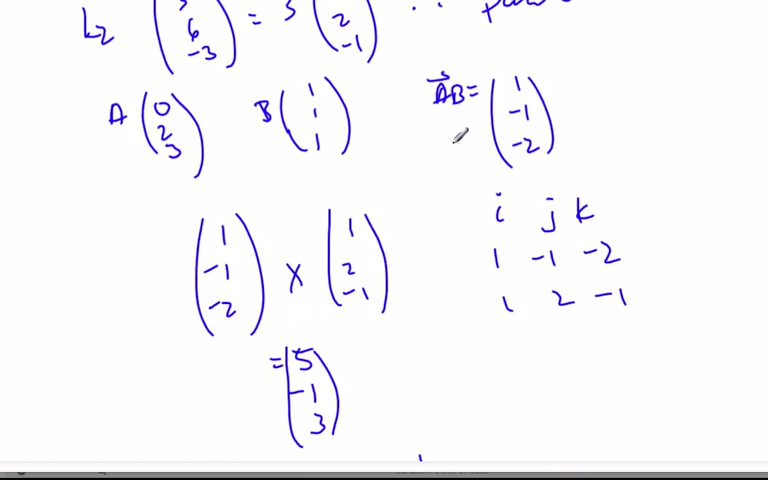 6 = 3 2
-3 -1
A (0 2 3) B (1 1 1) AB = (1 -1 -2)
i j k
(1 -1 -2) × (1 2 -1)
1 -1 -2
1 2 -1
= (5 -1 3)